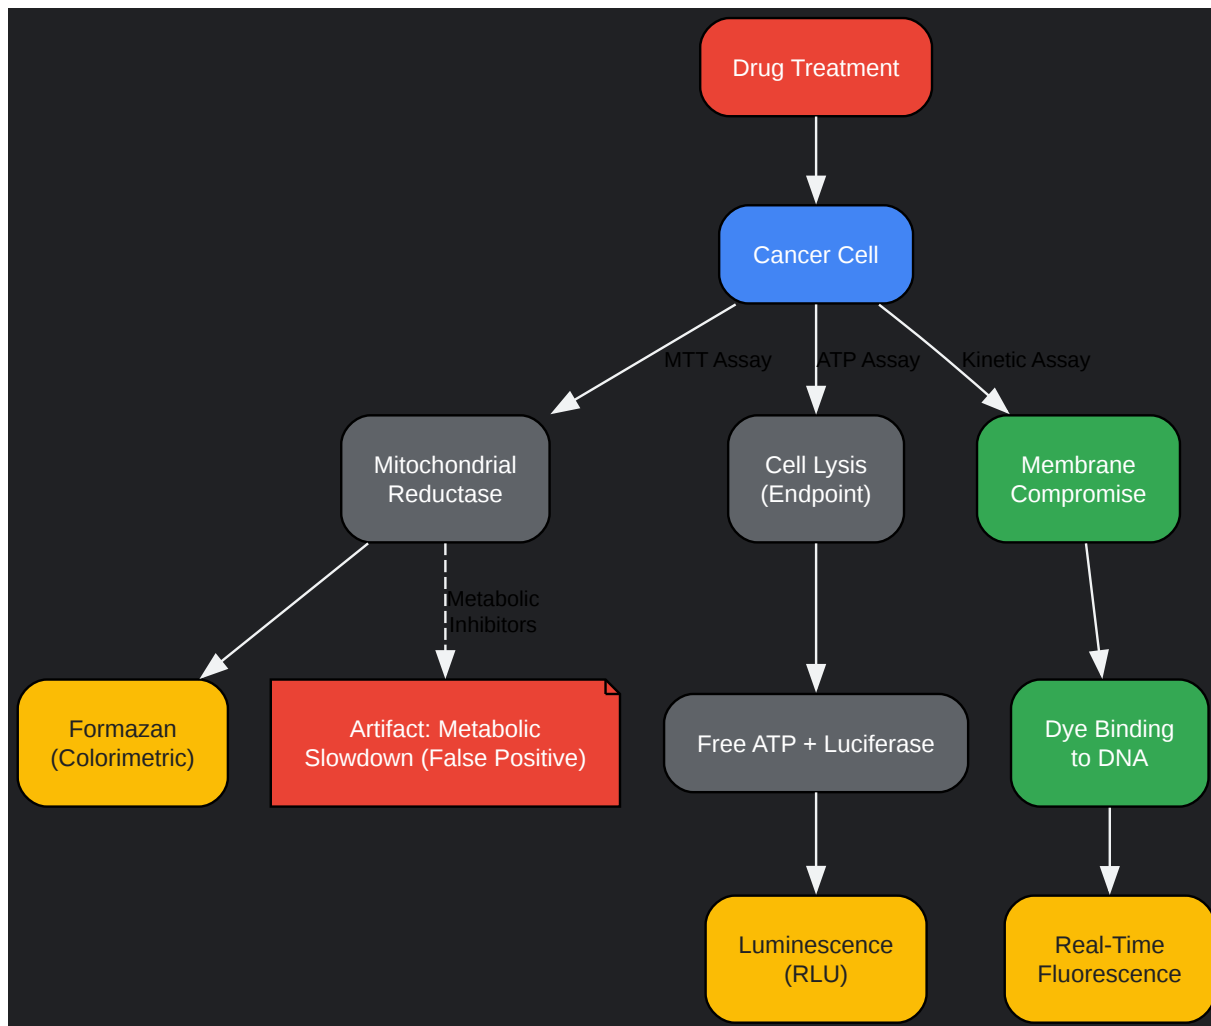 Drug Treatment
Cancer Cell
MTT Assay
ATP Assay
Kinetic Assay
Mitochondrial
Reductase
Cell Lysis
(Endpoint)
Membrane
Compromise
Metabolic
Inhibitors
Formazan
(Colorimetric)
Artifact: Metabolic
Slowdown (False Positive)
Free ATP + Luciferase
Dye Binding
to DNA
Luminescence
(RLU)
Real-Time
Fluorescence